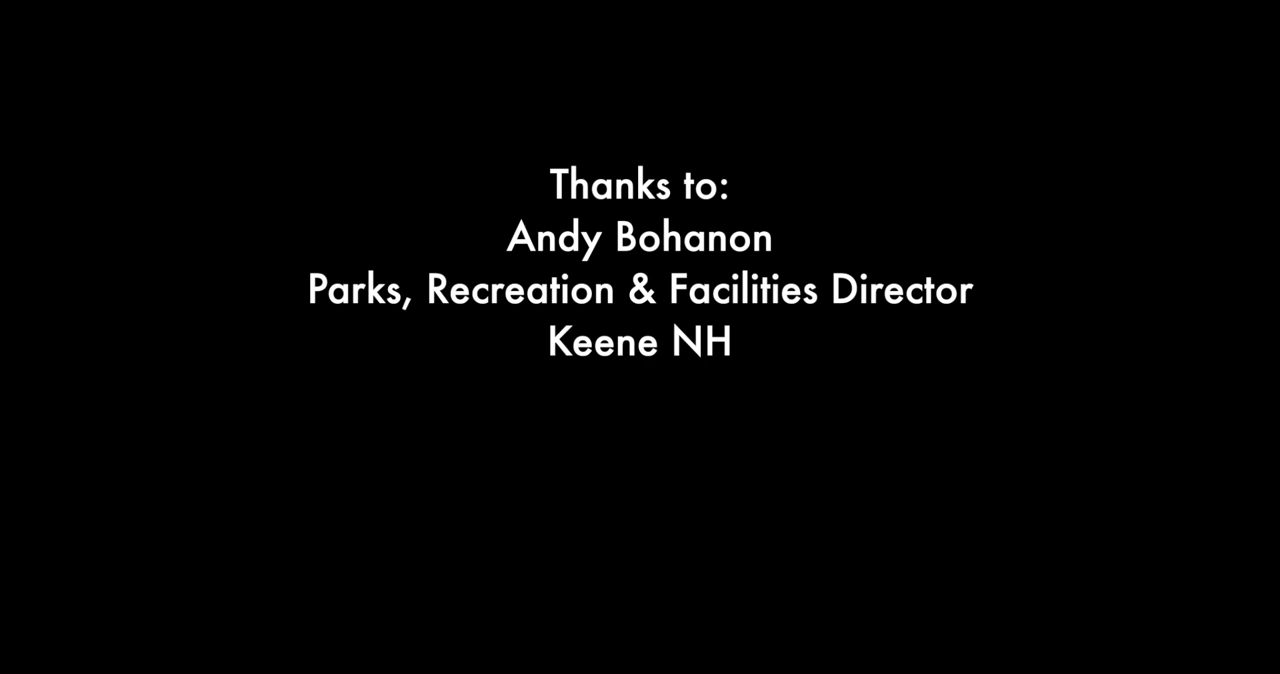 Thanks to:
Andy Bohanon
Parks, Recreation & Facilities Director
Keene NH